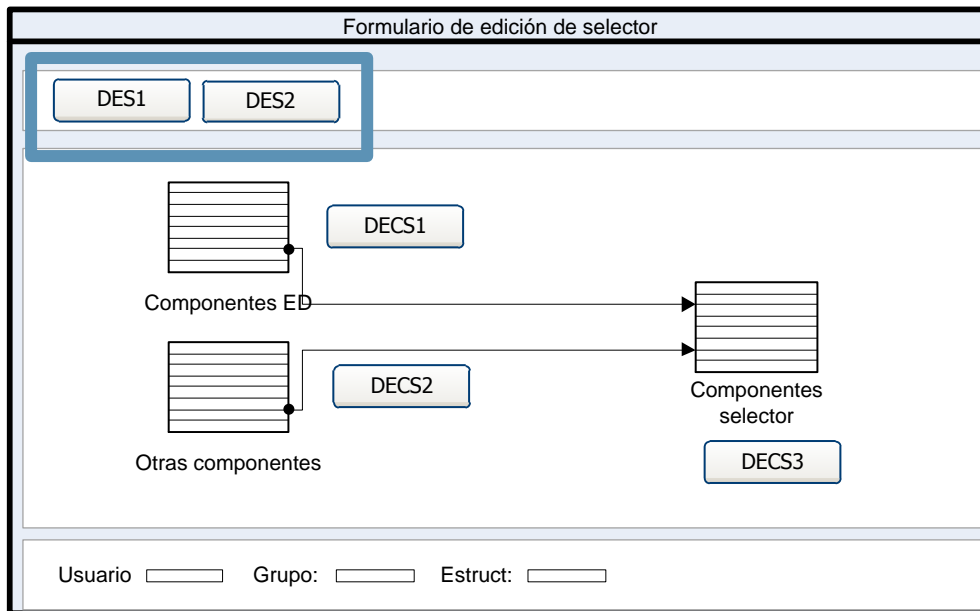 Formulario de edición de selector
DES1 DES2
DECS1
Componentes ED
DECS2
Componentes
selector
Otras componentes
DECS3
Usuario Grupo: Estruct: